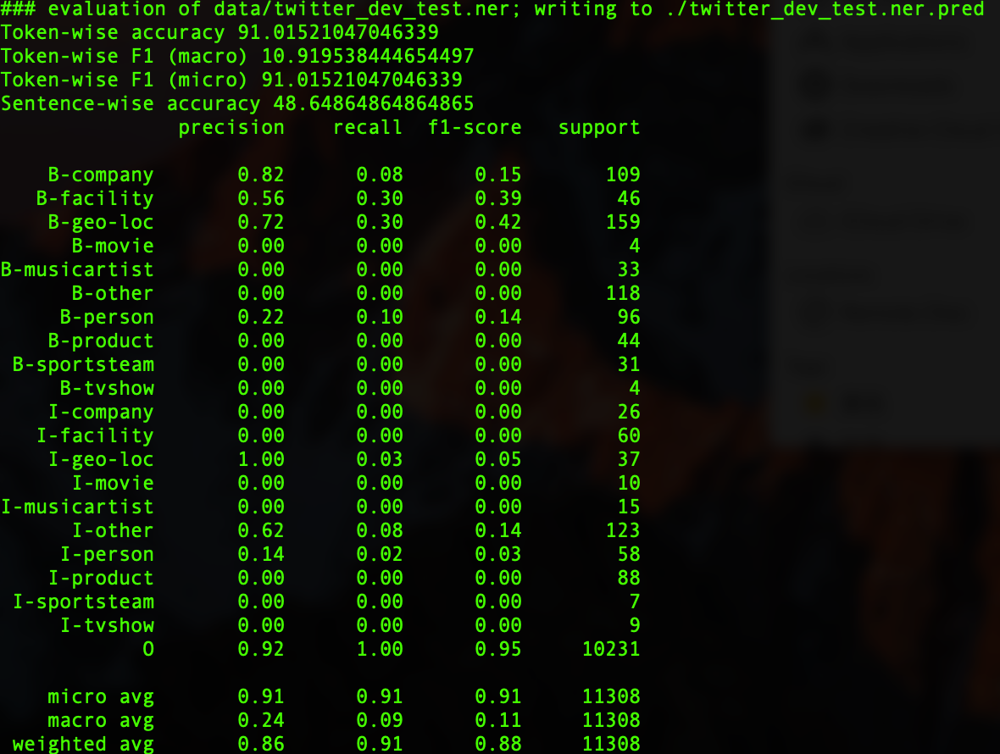 ### evaluation of data/twitter_dev_test.ner; writing to ./twitter_dev_test.ner.pred
Token-wise accuracy 91.01521047046339
Token-wise F1 (macro) 10.919538444654497
Token-wise F1 (micro) 91.01521047046339
Sentence-wise accuracy 48.64864864864865
precision recall f1-score support
B-company 0.82 0.08 0.15 109
B-facility 0.56 0.30 0.39 46
B-geo-loc 0.72 0.30 0.42 159
B-movie 0.00 0.00 0.00 4
B-musicartist 0.00 0.00 0.00 33
B-other 0.00 0.00 0.00 118
B-person 0.22 0.10 0.14 96
B-product 0.00 0.00 0.00 44
B-sportsteam 0.00 0.00 0.00 31
B-tvshow 0.00 0.00 0.00 4
I-company 0.00 0.00 0.00 26
I-facility 0.00 0.00 0.00 60
I-geo-loc 1.00 0.03 0.05 37
I-movie 0.00 0.00 0.00 10
I-musicartist 0.00 0.00 0.00 15
I-other 0.62 0.08 0.14 123
I-person 0.14 0.02 0.03 58
I-product 0.00 0.00 0.00 88
I-sportsteam 0.00 0.00 0.00 7
I-tvshow 0.00 0.00 0.00 9
O 0.92 1.00 0.95 10231
micro avg 0.91 0.91 0.91 11308
macro avg 0.24 0.09 0.11 11308
weighted avg 0.86 0.91 0.88 11308